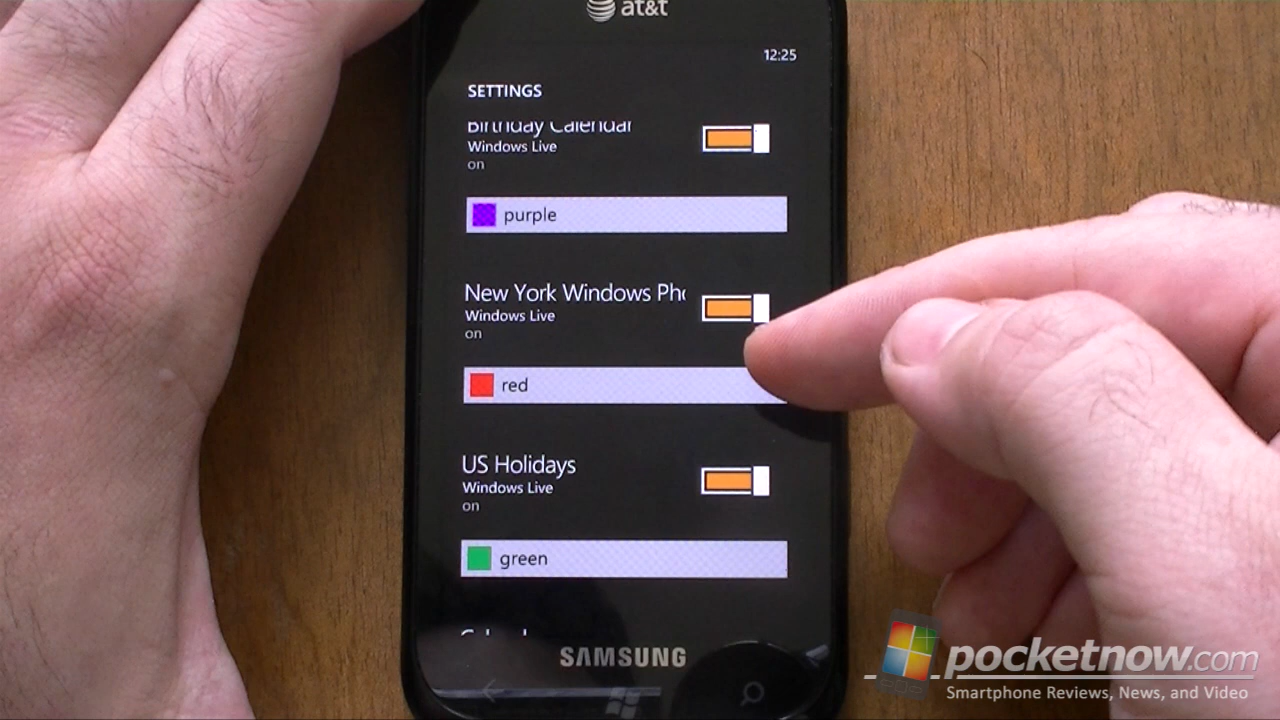 at&t
12:25
SETTINGS
Birthday Calendar
Windows Live
on
purple
New York Windows Pho
Windows Live
on
red
US Holidays
Windows Live
on
green
SAMSUNG
pocketnow.com
Smartphone Reviews, News, and Video